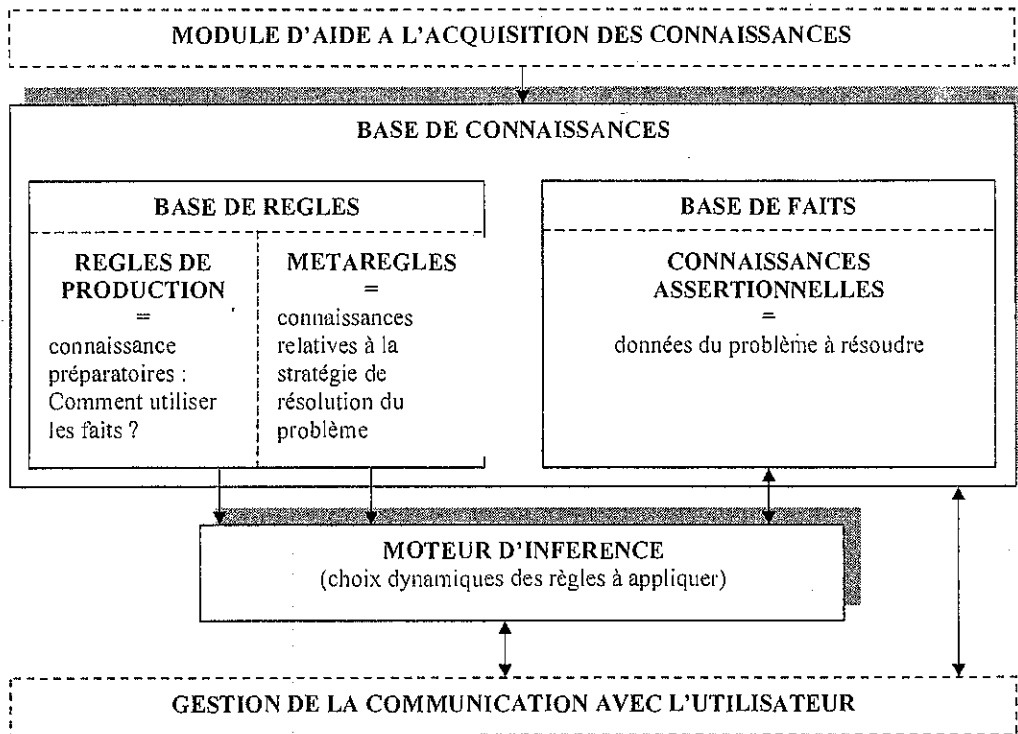 MODULE D'AIDE A L'ACQUISITION DES CONNAISSANCES
BASE DE CONNAISSANCES
BASE DE REGLES
REGLES DE
PRODUCTION
=
connaissance
préparatoires :
Comment utiliser
les faits ?
METAREGLES
=
connaissances
relatives à la
stratégie de
résolution du
problème
BASE DE FAITS
CONNAISSANCES
ASSERTIONNELLES
=
données du problème à résoudre
MOTEUR D'INFERENCE
(choix dynamiques des règles à appliquer)
GESTION DE LA COMMUNICATION AVEC L'UTILISATEUR